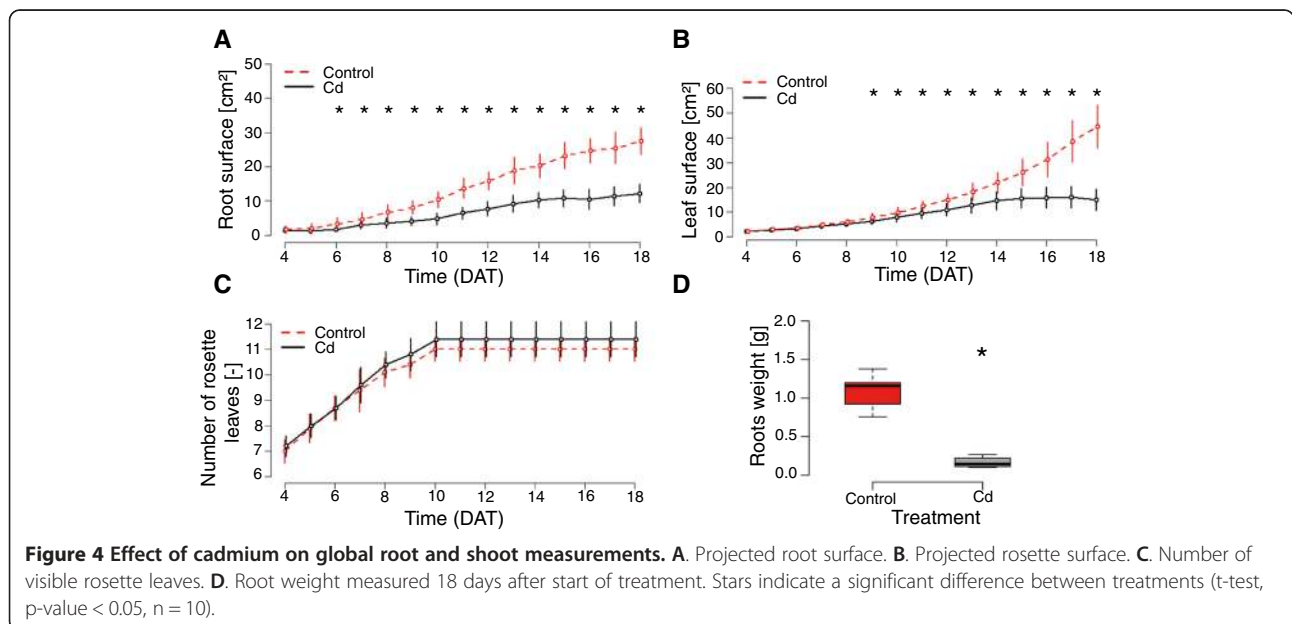 A
Root surface [cm²]
50
40
30
20
10
0
Control
Cd
* * * * * * * * * * * * *
4 6 8 10 12 14 16 18
Time (DAT)
B
Leaf surface [cm²]
60
50
40
30
20
10
0
Control
Cd
* * * * * * * * * *
4 6 8 10 12 14 16 18
Time (DAT)
C
Number of rosette
leaves [-]
12
11
10
9
8
7
6
Control
Cd
4 6 8 10 12 14 16 18
Time (DAT)
D
Roots weight [g]
2.0
1.5
1.0
0.5
0.0
*
Control Cd
Treatment
Figure 4 Effect of cadmium on global root and shoot measurements. A. Projected root surface. B. Projected rosette surface. C. Number of
visible rosette leaves. D. Root weight measured 18 days after start of treatment. Stars indicate a significant difference between treatments (t-test,
p-value < 0.05, n = 10).